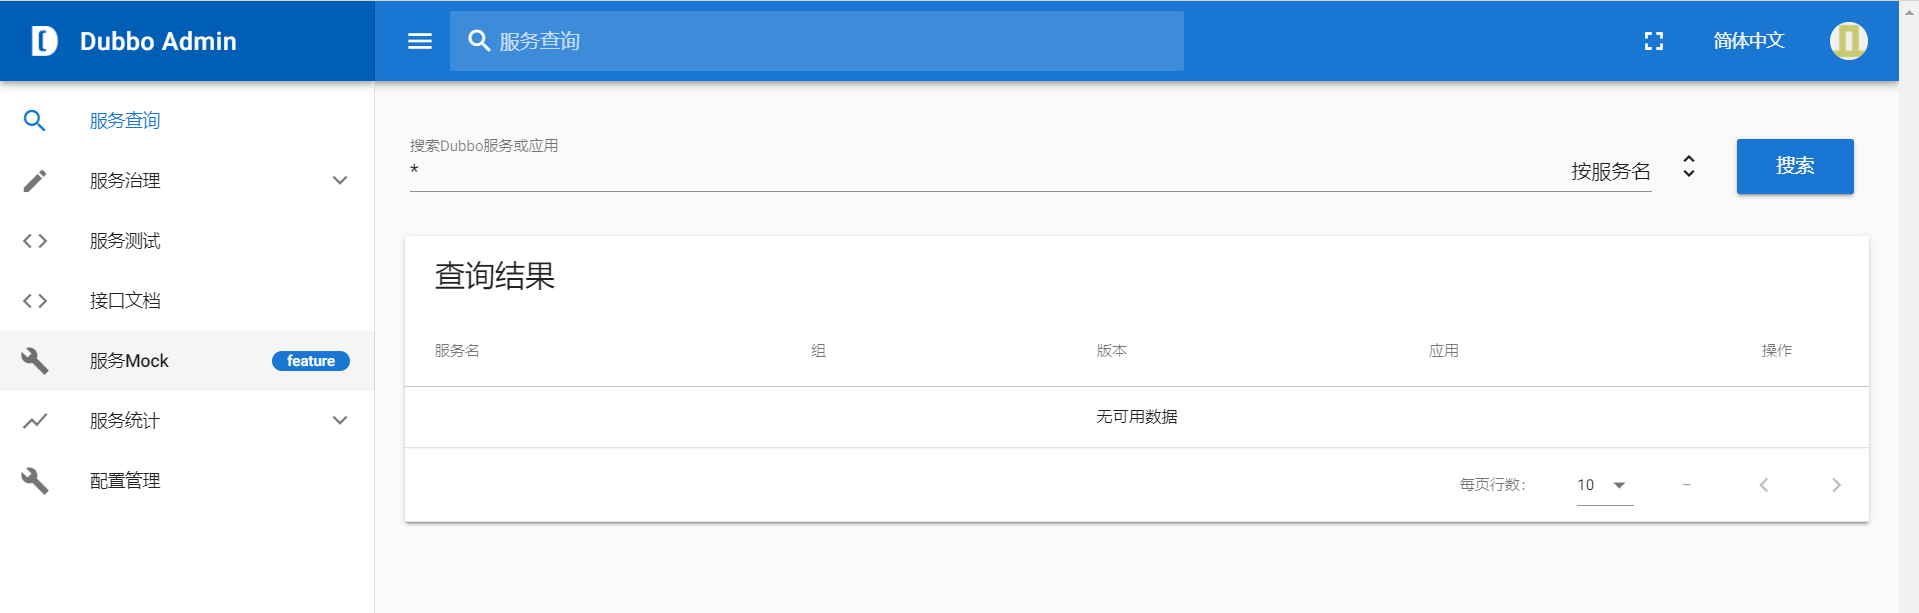 Dubbo Admin
服务查询
简体中文
服务查询
服务治理
服务测试
接口文档
服务Mock
feature
服务统计
配置管理
搜索Dubbo服务或应用
*
按服务名
搜索
查询结果
服务名
组
版本
应用
操作
无可用数据
每页行数:
10
–